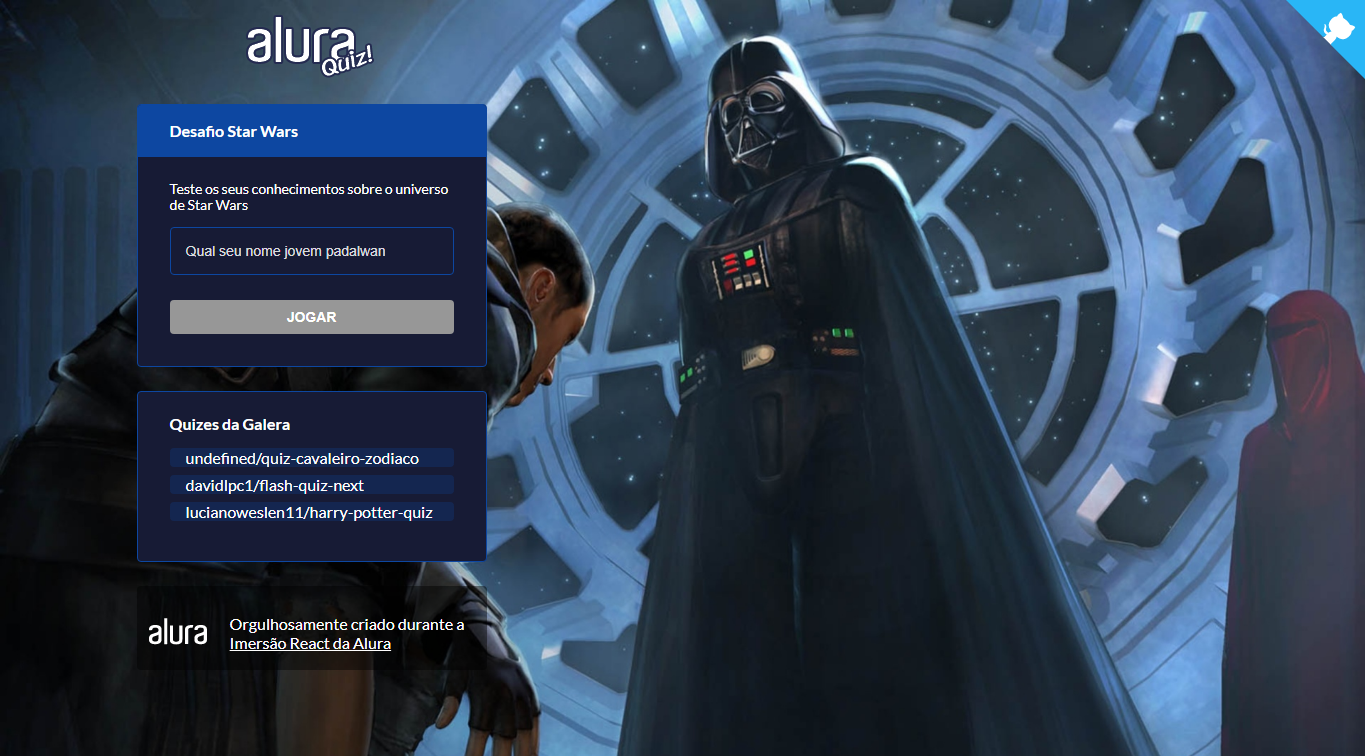 alura
Quiz!
Desafio Star Wars
Teste os seus conhecimentos sobre o universo
de Star Wars
Qual seu nome jovem padalwan
JOGAR
Quizes da Galera
undefined/quiz-cavaleiro-zodiaco
davidlpc1/flash-quiz-next
lucianoweslen11/harry-potter-quiz
alura
Orgulhosamente criado durante a
Imersão React da Alura